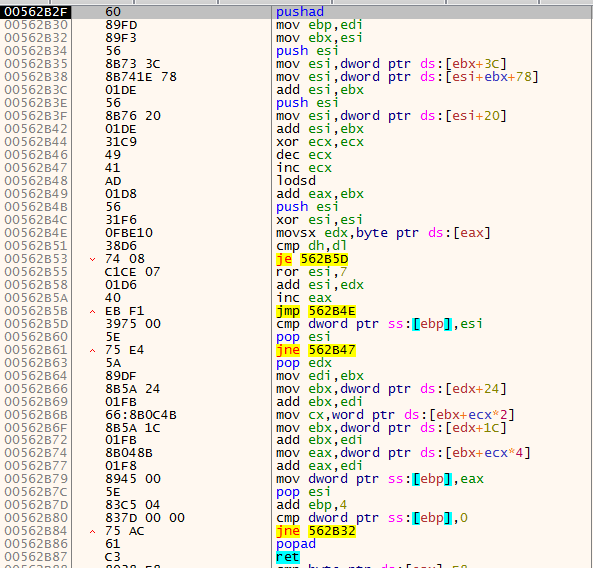 00562B2F 60 pushad
00562B30 89FD mov ebp,edi
00562B32 89F3 mov ebx,esi
00562B34 56 push esi
00562B35 8B73 3C mov esi,dword ptr ds:[ebx+3C]
00562B38 8B741E 78 mov esi,dword ptr ds:[esi+ebx+78]
00562B3C 01DE add esi,ebx
00562B3E 56 push esi
00562B3F 8B76 20 mov esi,dword ptr ds:[esi+20]
00562B42 01DE add esi,ebx
00562B44 31C9 xor ecx,ecx
00562B46 49 dec ecx
00562B47 41 inc ecx
00562B48 AD lodsd
00562B49 01D8 add eax,ebx
00562B4B 56 push esi
00562B4C 31F6 xor esi,esi
00562B4E 0FBE10 movsx edx,byte ptr ds:[eax]
00562B51 38D6 cmp dh,dl
00562B53 74 08 je 562B5D
00562B55 C1CE 07 ror esi,7
00562B58 01D6 add esi,edx
00562B5A 40 inc eax
00562B5B EB F1 jmp 562B4E
00562B5D 3975 00 cmp dword ptr ss:[ebp],esi
00562B60 5E pop esi
00562B61 75 E4 jne 562B47
00562B63 5A pop edx
00562B64 89DF mov edi,ebx
00562B66 8B5A 24 mov ebx,dword ptr ds:[edx+24]
00562B69 01FB add ebx,edi
00562B6B 66:8B0C4B mov cx,word ptr ds:[ebx+ecx*2]
00562B6F 8B5A 1C mov ebx,dword ptr ds:[edx+1C]
00562B72 01FB add ebx,edi
00562B74 8B048B mov eax,dword ptr ds:[ebx+ecx*4]
00562B77 01F8 add eax,edi
00562B79 8945 00 mov dword ptr ss:[ebp],eax
00562B7C 5E pop esi
00562B7D 83C5 04 add ebp,4
00562B80 837D 00 00 cmp dword ptr ss:[ebp],0
00562B84 75 AC jne 562B32
00562B86 61 popad
00562B87 C3 ret